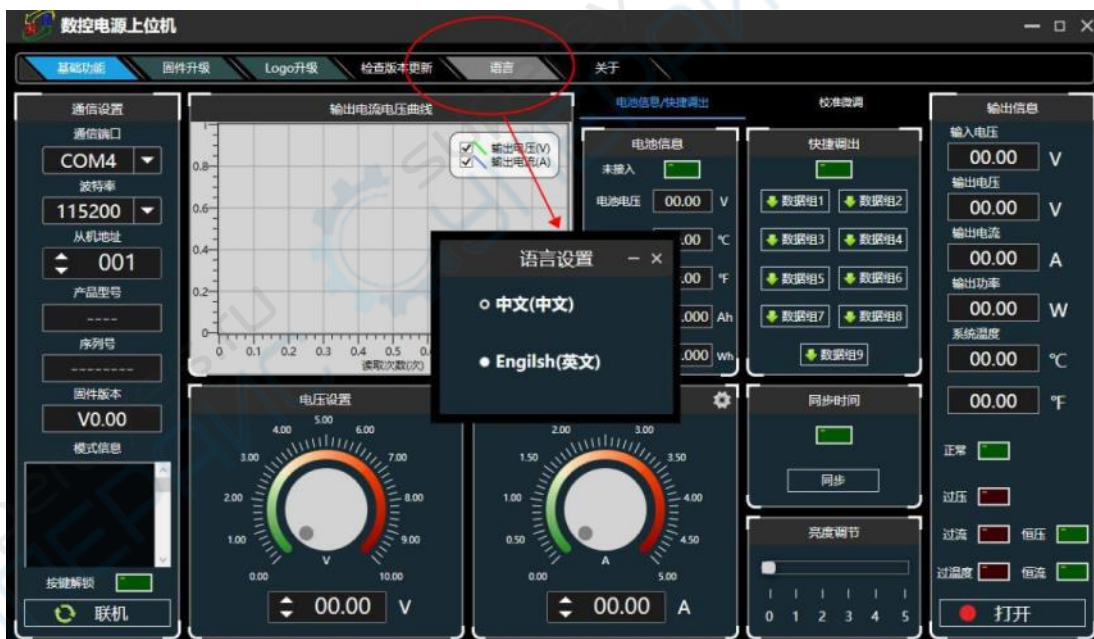 数控电源上位机
基础功能 固件升级 Logo升级 检查版本更新 语言 关于
通信设置
通信端口
COM4
波特率
115200
从机地址
001
产品型号
----
序列号
--------
固件版本
V0.00
模式信息
按键解锁
联机
输出电流电压曲线
输出电压(V)
输出电流(A)
1
0.8
0.6
0.4
0.2
0
0 0.1 0.2 0.3 0.4 0.5
读取次数(次)
电池信息/快捷调出 校准微调
电池信息
未接入
电池电压 00.00 V
.00 ℃
.00 ℉
.000 Ah
.000 Wh
快捷调出
数据组1 数据组2
数据组3 数据组4
数据组5 数据组6
数据组7 数据组8
数据组9
语言设置
中文(中文)
Engilsh(英文)
电压设置
0.00 1.00 2.00 3.00 4.00 5.00 6.00 7.00 8.00 9.00 10.00
V
00.00 V
0.00 0.50 1.00 1.50 2.00 3.00 3.50 4.00 4.50 5.00
A
00.00 A
同步时间
同步
亮度调节
0 1 2 3 4 5
输出信息
输入电压
00.00 V
输出电压
00.00 V
输出电流
00.00 A
输出功率
00.00 W
系统温度
00.00 ℃
00.00 ℉
正常
过压
过流 恒压
过温度 恒流
打开